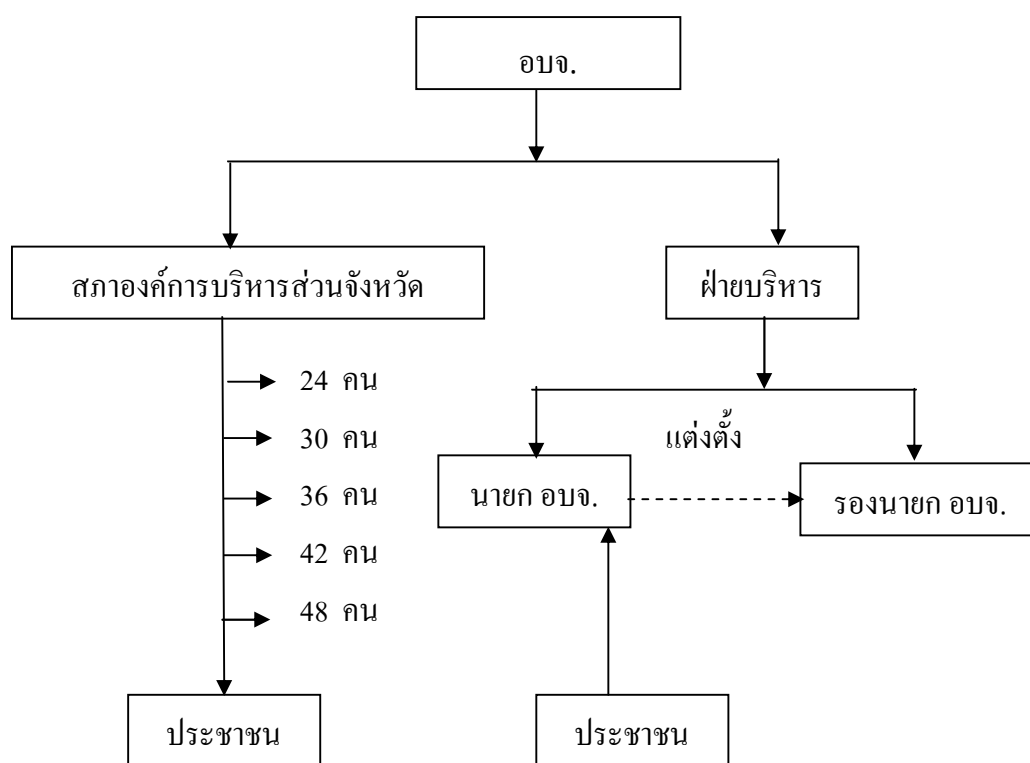 อบจ.
สภาองค์การบริหารส่วนจังหวัด
ฝ่ายบริหาร
24 คน
30 คน
36 คน
42 คน
48 คน
แต่งตั้ง
นายก อบจ.
รองนายก อบจ.
ประชาชน
ประชาชน